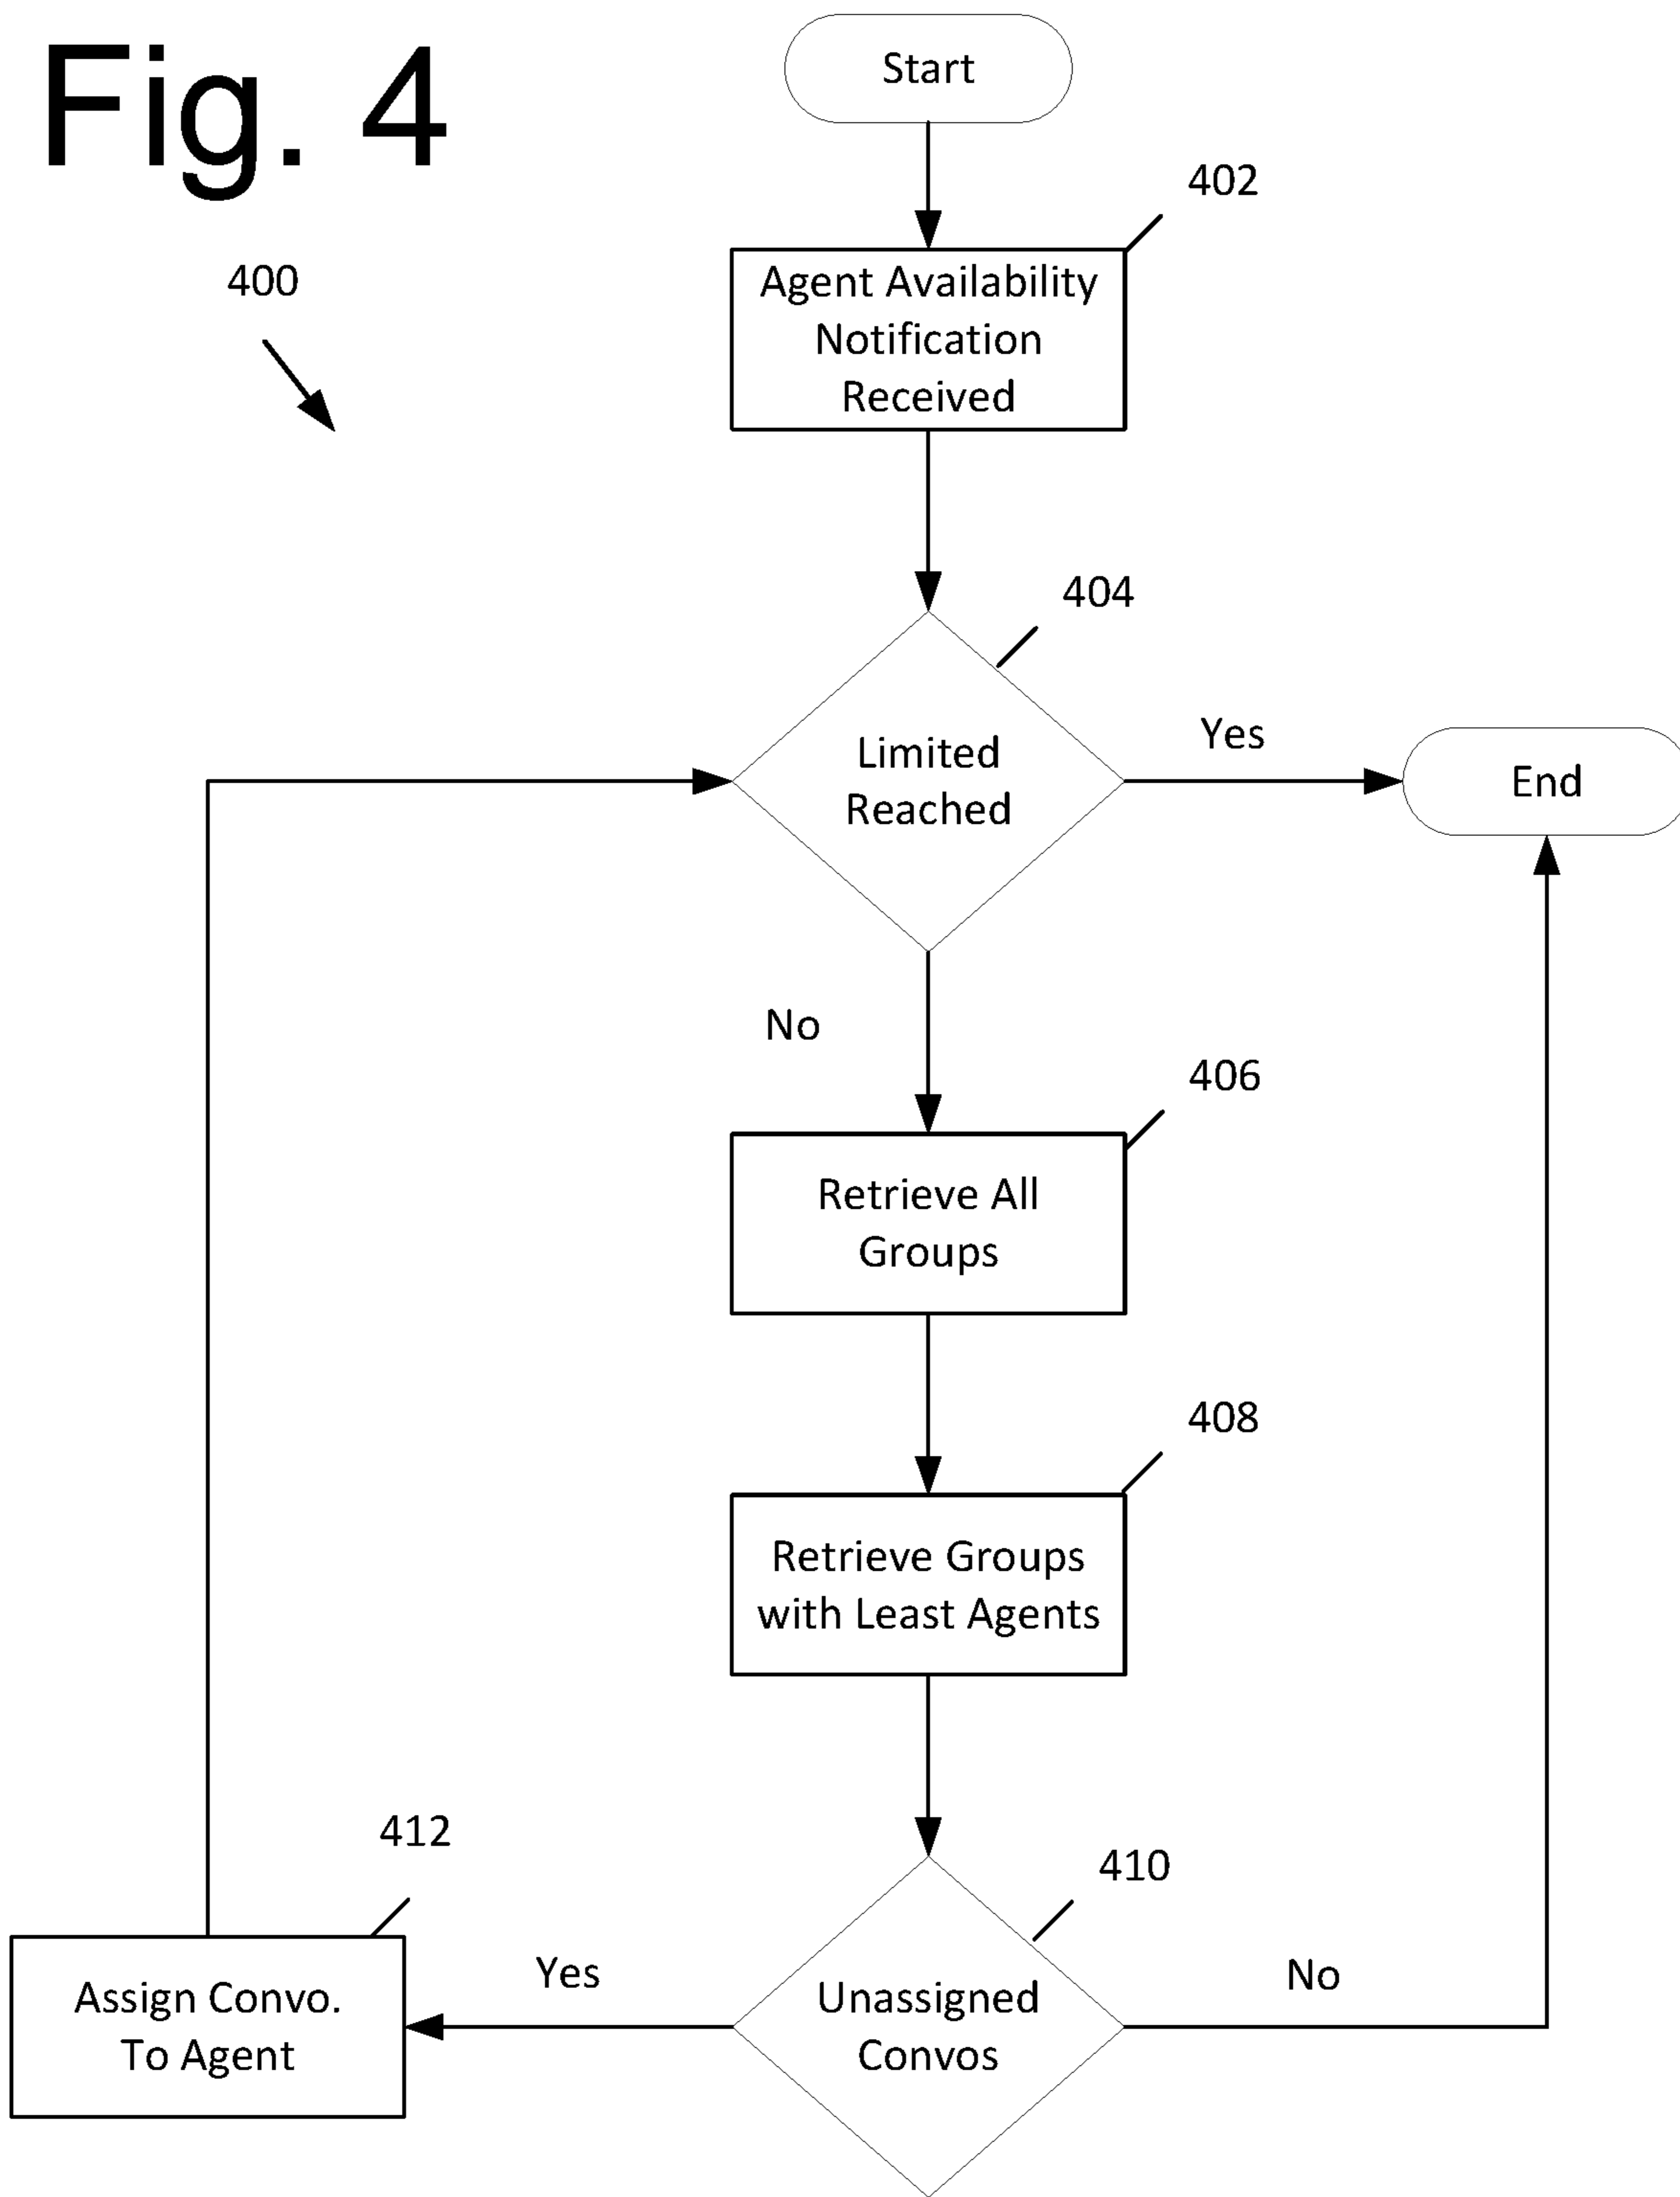 Fig. 4
Start
402
400
Agent Availability
Notification
Received
404
Limited
Reached
Yes
End
No
406
Retrieve All
Groups
408
Retrieve Groups
with Least Agents
412
410
Assign Convo.
To Agent
Yes
Unassigned
Convos
No